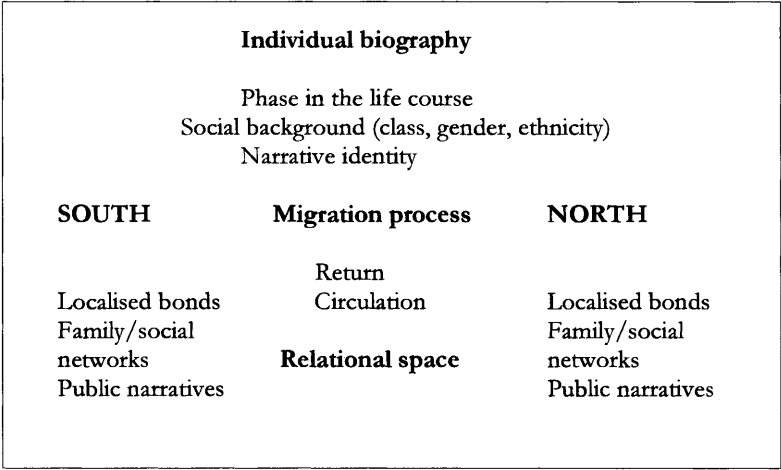 Individual biography
Phase in the life course
Social background (class, gender, ethnicity)
Narrative identity
SOUTH Migration process NORTH
Return
Localised bonds Circulation Localised bonds
Family/social Family/social
networks Relational space networks
Public narratives Public narratives